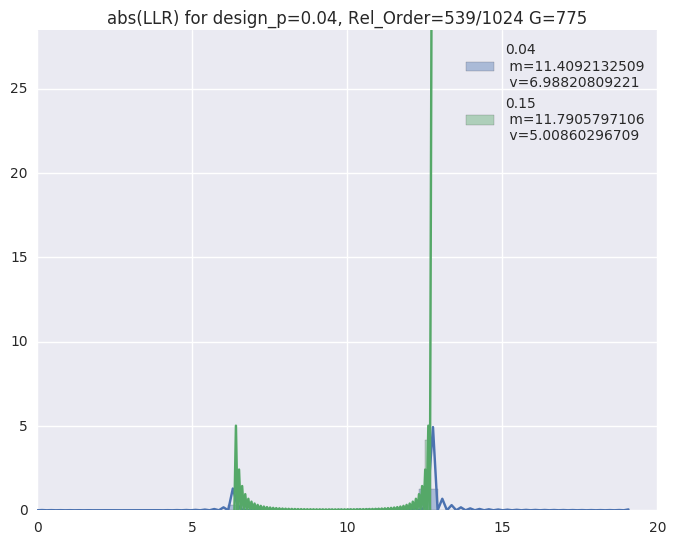 abs(LLR) for design_p=0.04, Rel_Order=539/1024 G=775
0.04
m=11.4092132509
v=6.98820809221
0.15
m=11.7905797106
v=5.00860296709
25
20
15
10
5
0
0 5 10 15 20